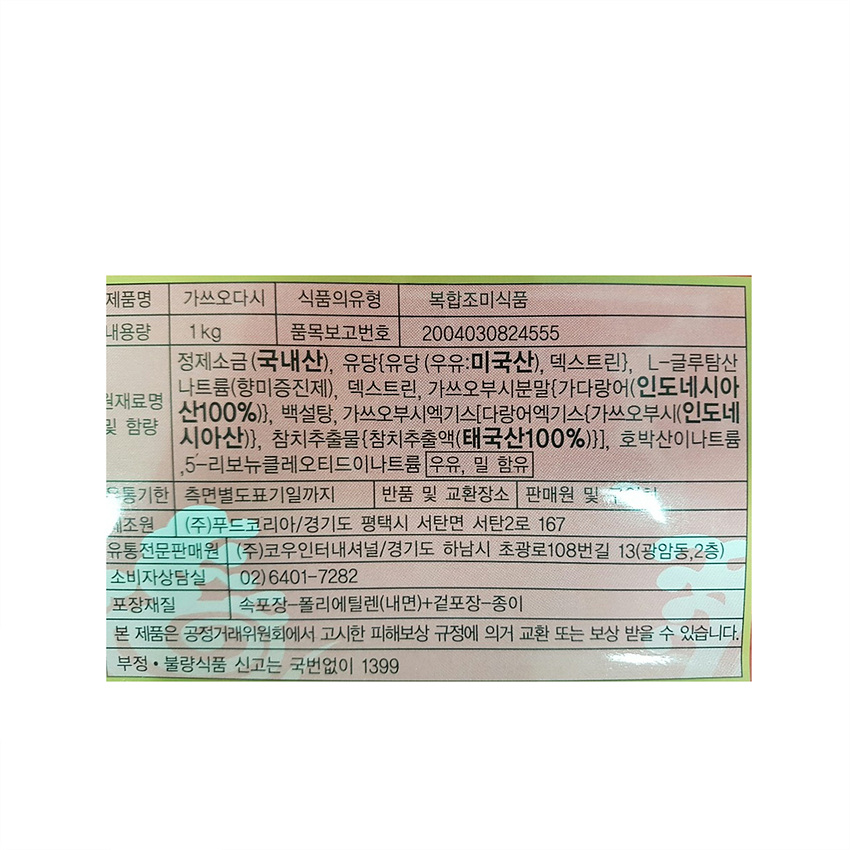 제품명 가쓰오다시 식품의유형 복합조미식품
내용량 1kg 품목보고번호 2004030824555
정제소금(국내산), 유당{유당(우유:미국산), 덱스트린}, L-글루탐산
나트륨(향미증진제), 덱스트린, 가쓰오부시분말{가다랑어(인도네시아
원재료명 산100%)}, 백설탕, 가쓰오부시엑기스[다랑어엑기스{가쓰오부시(인도네
및 함량 시아산)}, 참치추출물{참치추출액(태국산100%)}], 호박산이나트륨
,5'-리보뉴클레오티드이나트륨 우유, 밀 함유
유통기한 측면별도표기일까지 반품 및 교환장소 판매원 및
제조원 (주)푸드코리아/경기도 평택시 서탄면 서탄2로 167
유통전문판매원 (주)코우인터내셔널/경기도 하남시 초광로108번길 13(광암동,2층)
소비자상담실 02)6401-7282
포장재질 속포장-폴리에틸렌(내면)+겉포장-종이
본 제품은 공정거래위원회에서 고시한 피해보상 규정에 의거 교환 또는 보상 받을 수 있습니다.
부정·불량식품 신고는 국번없이 1399